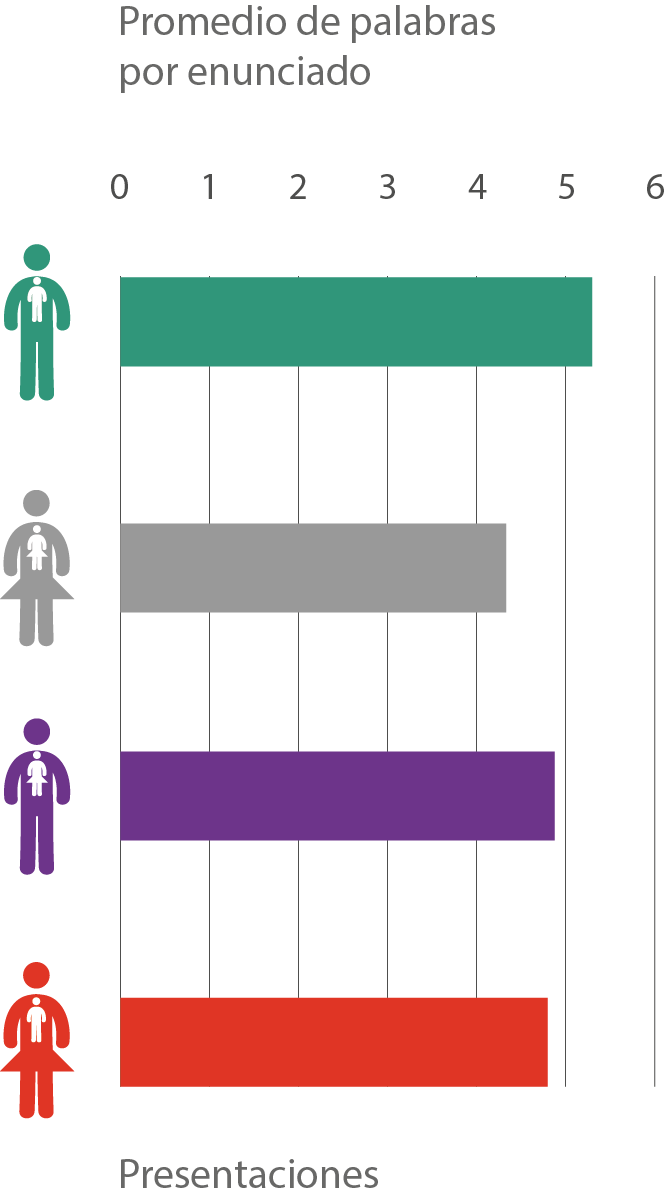 Promedio de palabras
por enunciado
0 1 2 3 4 5 6
Presentaciones